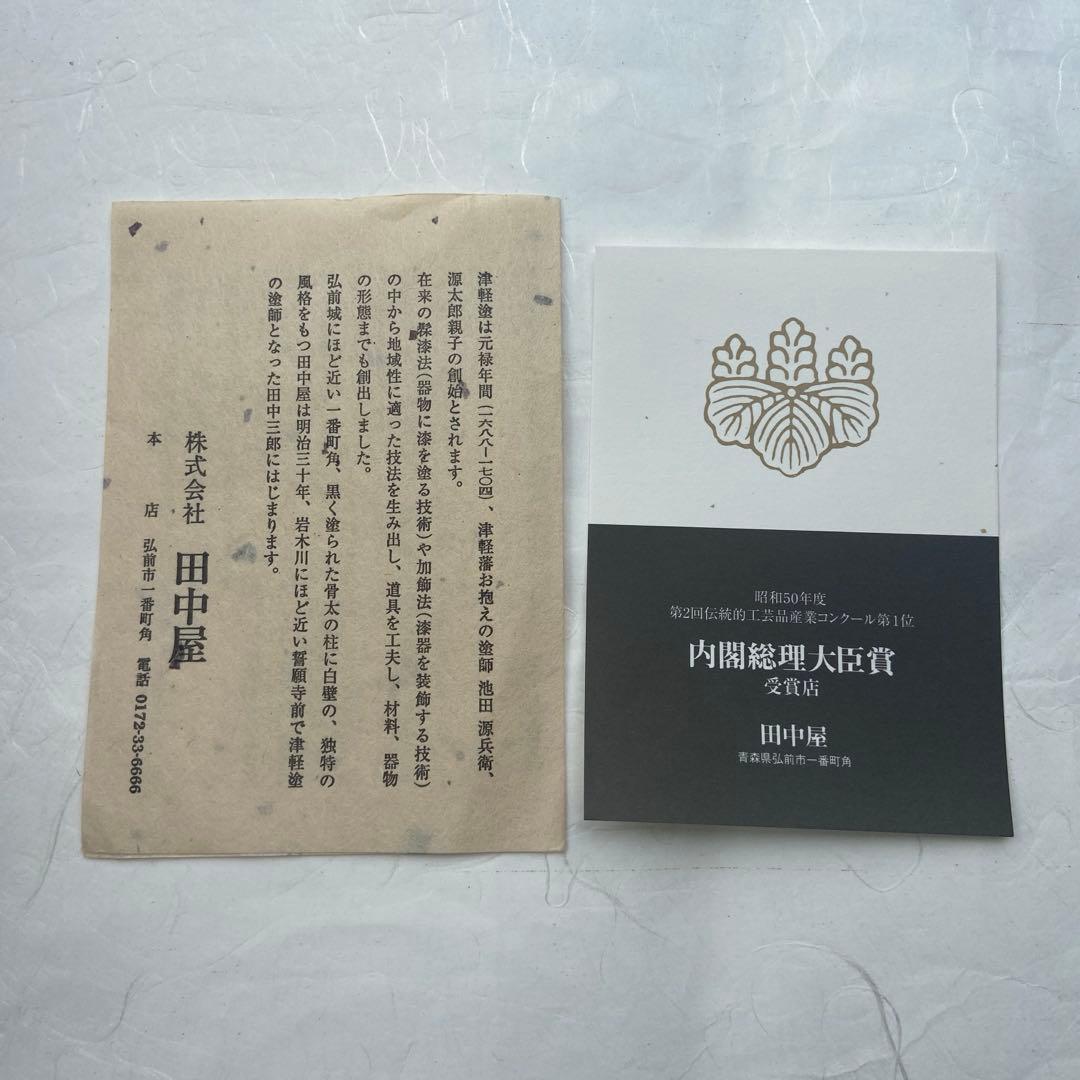 津軽塗は元禄年間(一六八八ー一七〇四)、津軽藩お抱えの塗師 池田 源兵衛、
源太郎親子の創始とされます。
在来の髹漆法(器物に漆を塗る技術)や加飾法(漆器を装飾する技術)
の中から地域性に適った技法を生み出し、道具を工夫し、材料、器物
の形態までも創出しました。
弘前城にほど近い一番町角、黒く塗られた骨太の柱に白壁の、独特の
風格をもつ田中屋は明治三十年、岩木川にほど近い誓願寺前で津軽塗
の塗師となった田中三郎にはじまります。
株式会社 田中屋
本店 弘前市一番町角 電話 0172-33-6666
昭和50年度
第2回伝統的工芸品産業コンクール第1位
内閣総理大臣賞
受賞店
田中屋
青森県弘前市一番町角